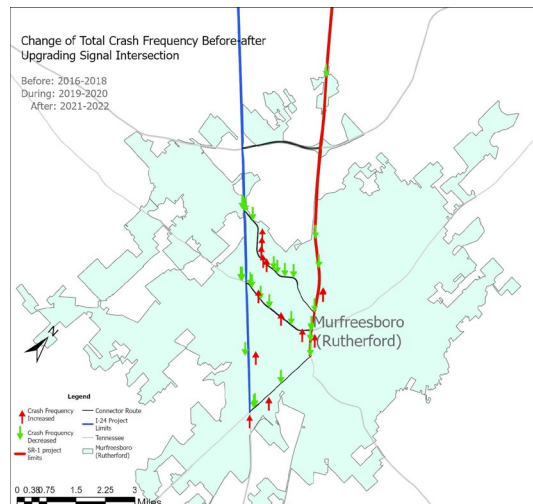 Change of Total Crash Frequency Before-after
Upgrading Signal Intersection
Before: 2016-2018
During: 2019-2020
After: 2021-2022
Murfreesboro
(Rutherford)
N
Legend
Crash Frequency
Increased
Crash Frequency
Decreased
SR-1 project
limits
Connector Route
I-24 Project
Limits
Tennessee
Murfreesboro
(Rutherford)
0 0.380.75 1.5 2.25 3
Miles